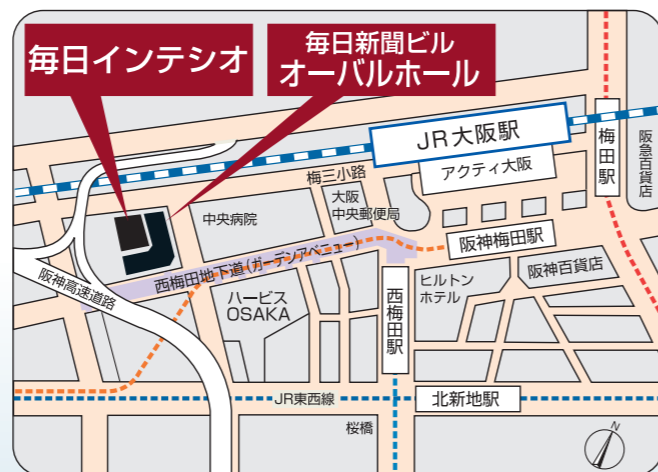 毎日インテシオ
毎日新聞ビル
オーバルホール
JR大阪駅
梅田駅
阪急百貨店
アクティ大阪
梅三小路
大阪
中央郵便局
中央病院
阪神梅田駅
西梅田地下道(ガーデンアベニュー)
阪神高速道路
ハービス
OSAKA
西梅田駅
ヒルトン
ホテル
阪神百貨店
JR東西線
北新地駅
桜橋
N